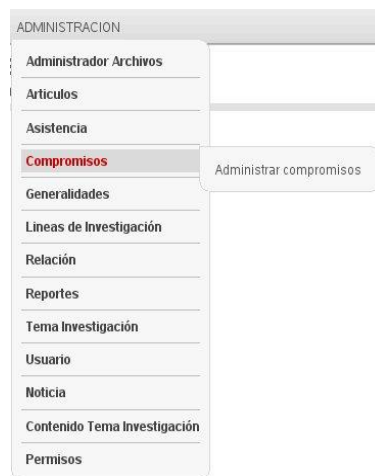 ADMINISTRACION
Administrador Archivos
Articulos
Asistencia
Compromisos
Administrar compromisos
Generalidades
Lineas de Investigación
Relación
Reportes
Tema Investigación
Usuario
Noticia
Contenido Tema Investigación
Permisos